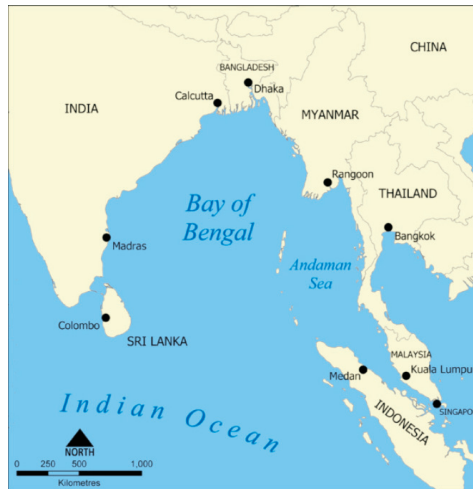 CHINA
BANGLADESH
Dhaka
INDIA
Calcutta
MYANMAR
Rangoon
THAILAND
Bay of
Bengal
Bangkok
Madras
Andaman
Sea
Colombo
SRI LANKA
MALAYSIA
Kuala Lumpu
Medan
SINGAPO
INDONESIA
Indian Ocean
NORTH
0 250 500 1,000
Kilometres